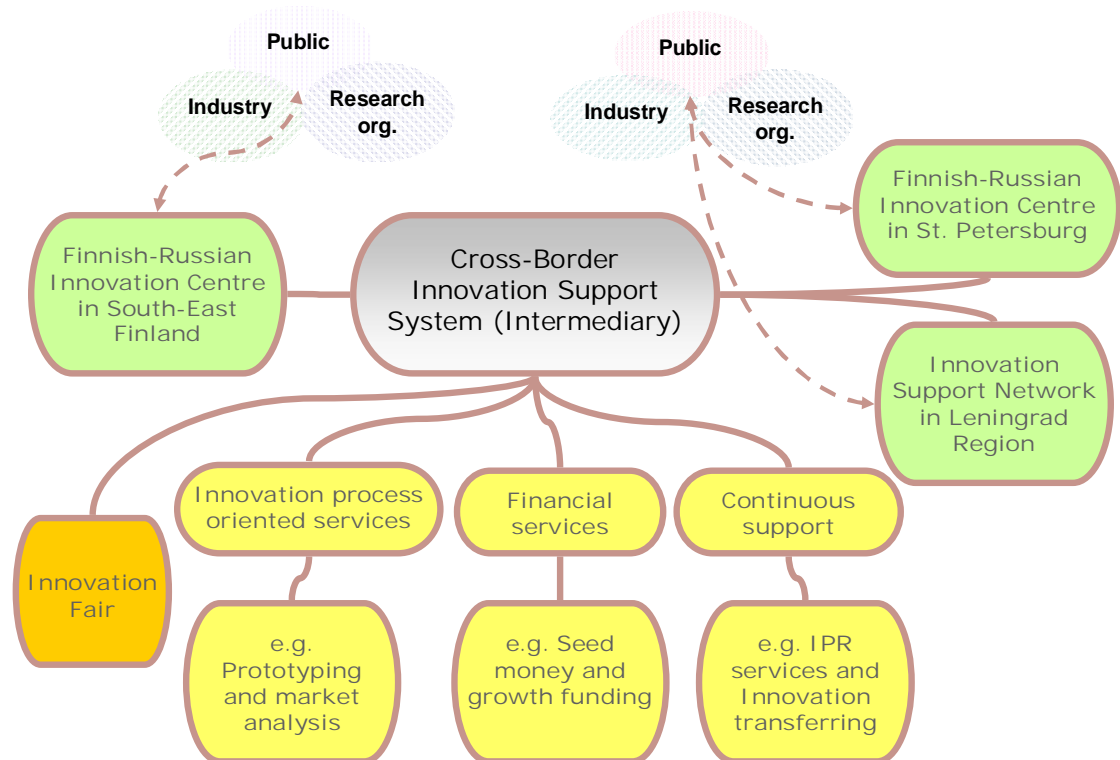 Public
Industry
Research
org.
Public
Industry
Research
org.
Finnish-Russian
Innovation Centre
in St. Petersburg
Finnish-Russian
Innovation Centre
in South-East
Finland
Cross-Border
Innovation Support
System (Intermediary)
Innovation
Support Network
in Leningrad
Region
Innovation process
oriented services
Financial
services
Continuous
support
Innovation
Fair
e.g.
Prototyping
and market
analysis
e.g. Seed
money and
growth funding
e.g. IPR
services and
Innovation
transferring